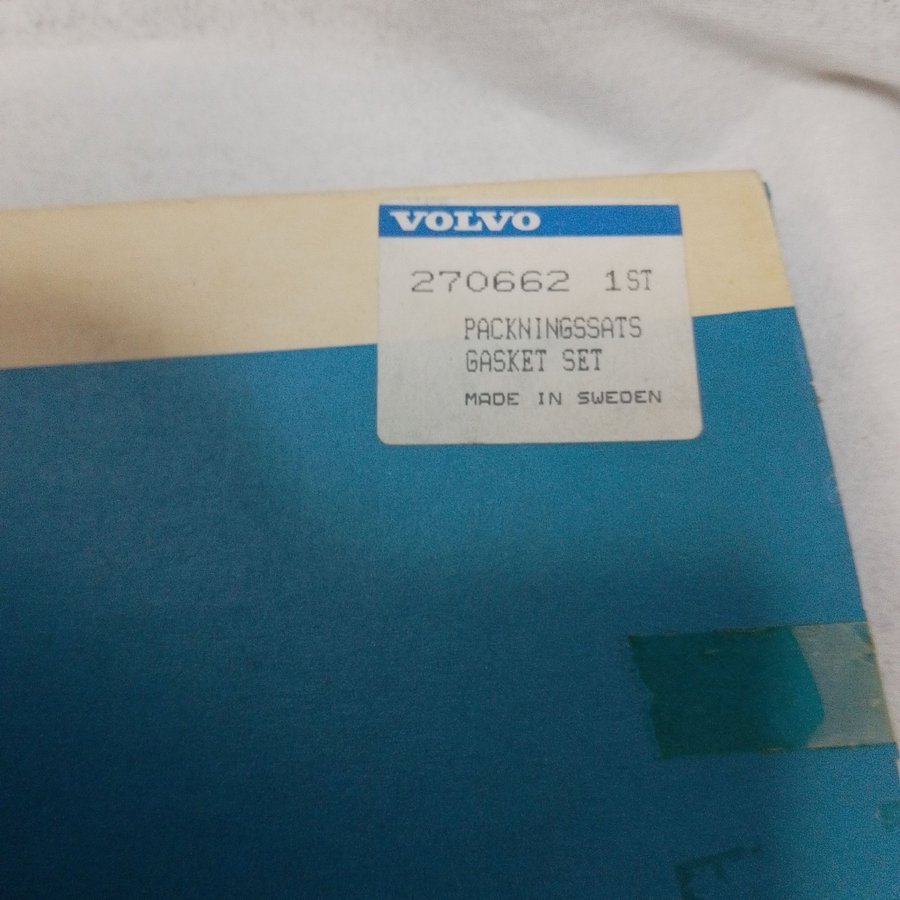 VOLVO
270662 1ST
PACKNINGSSATS
GASKET SET
MADE IN SWEDEN